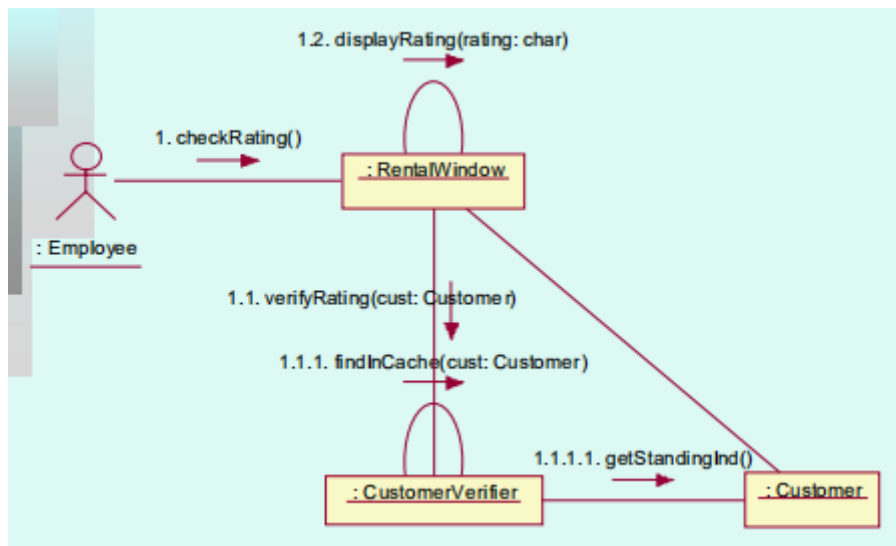 1.2. displayRating(rating: char)
1. checkRating()
: RentalWindow
: Employee
1.1. verifyRating(cust: Customer)
1.1.1. findInCache(cust: Customer)
1.1.1.1. getStandingInd()
: CustomerVerifier
: Customer